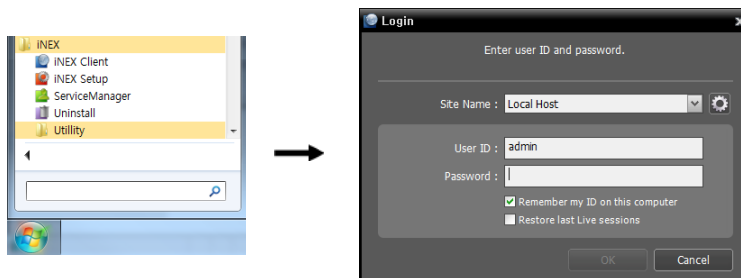 iNEX
iNEX Client
iNEX Setup
ServiceManager
Uninstall
Utillity
Login
Enter user ID and password.
Site Name : Local Host
User ID : admin
Password :
Remember my ID on this computer
Restore last Live sessions
OK Cancel